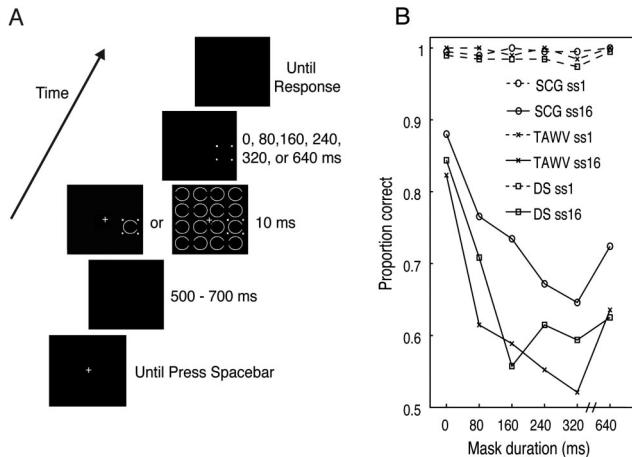 A
Time
Until
Response
0, 80,160, 240,
320, or 640 ms
or
10 ms
500 - 700 ms
Until Press Spacebar
B
Proportion correct
1
0.9
0.8
0.7
0.6
0.5
SCG ss1
SCG ss16
TAWV ss1
TAWV ss16
DS ss1
DS ss16
0 80 160 240 320 640
Mask duration (ms)